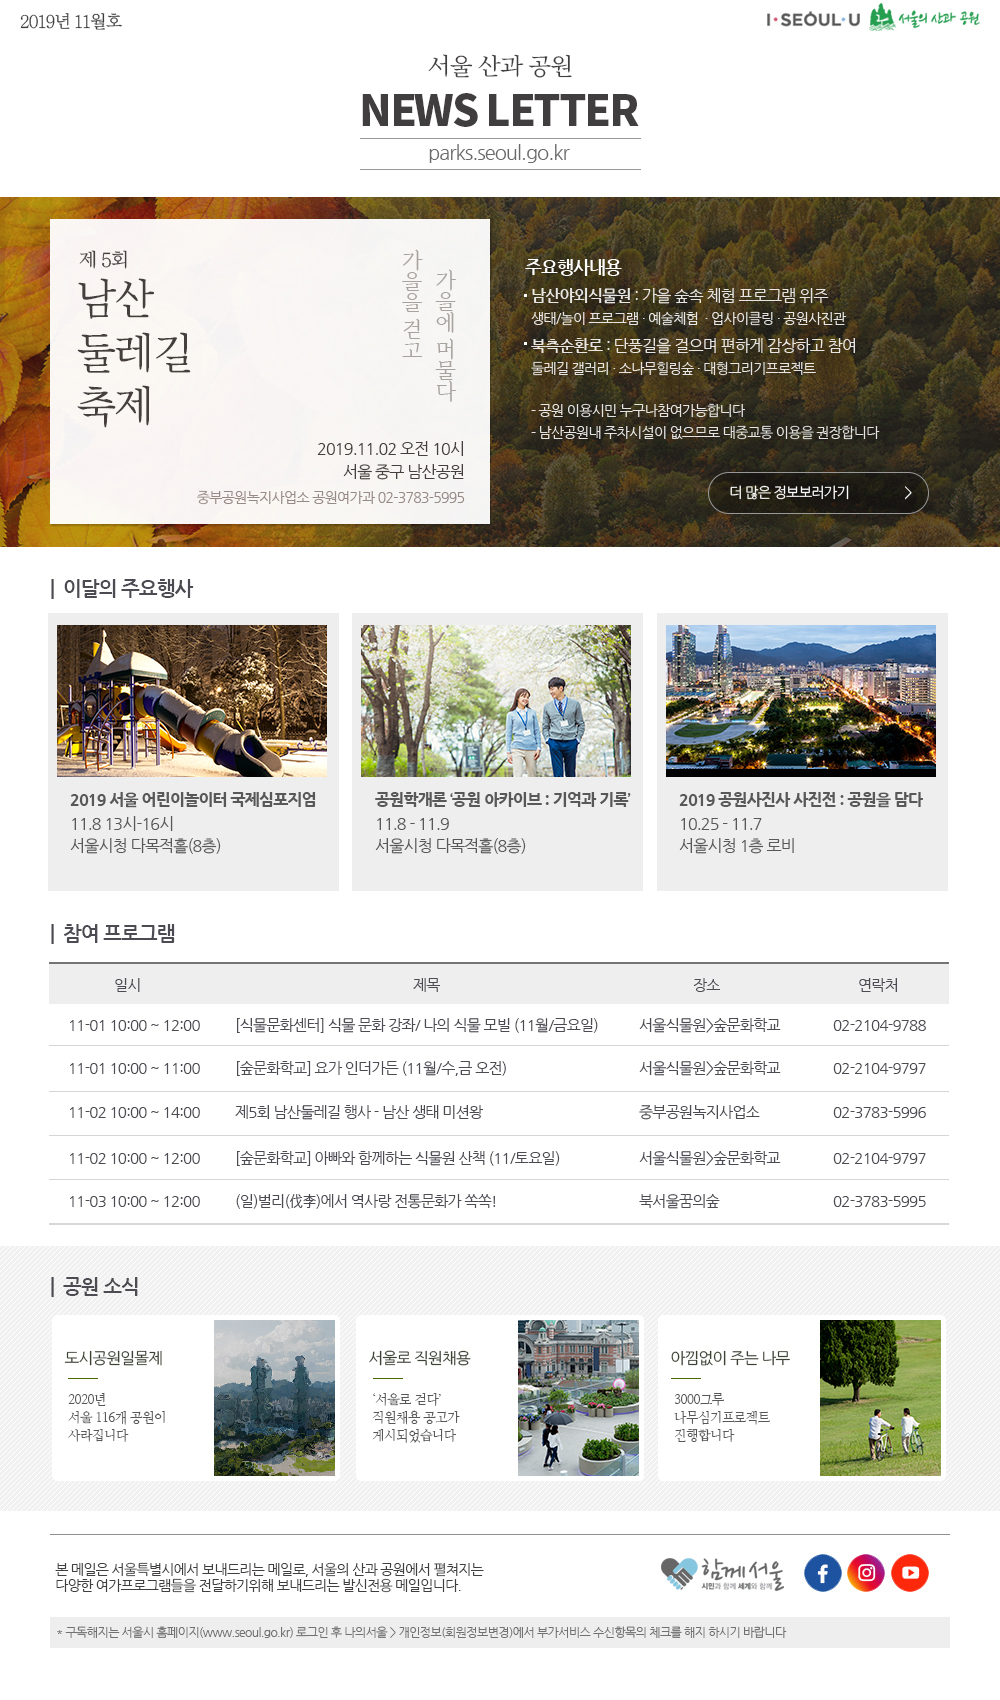 2019년 11월호
I·SEOUL·U
서울의 산과 공원
서울 산과 공원
NEWS LETTER
parks.seoul.go.kr
제 5회
남산
둘레길
축제
가을에 머물다
가을을 걷고
2019.11.02 오전 10시
서울 중구 남산공원
중부공원녹지사업소 공원여가과 02-3783-5995
주요행사내용
· 남산야외식물원 : 가을 숲속 체험 프로그램 위주
생태/놀이 프로그램 · 예술체험 · 업사이클링 · 공원사진관
· 북측순환로 : 단풍길을 걸으며 편하게 감상하고 참여
둘레길 갤러리 · 소나무힐링숲 · 대형그리기프로젝트
- 공원 이용시민 누구나참여가능합니다
- 남산공원내 주차시설이 없으므로 대중교통 이용을 권장합니다
더 많은 정보보러가기 >
| 이달의 주요행사
2019 서울 어린이놀이터 국제심포지엄
11.8 13시-16시
서울시청 다목적홀(8층)
공원학개론 ‘공원 아카이브 : 기억과 기록’
11.8 - 11.9
서울시청 다목적홀(8층)
2019 공원사진사 사진전 : 공원을 담다
10.25 - 11.7
서울시청 1층 로비
| 참여 프로그램
일시 제목 장소 연락처
11-01 10:00 ~ 12:00 [식물문화센터] 식물 문화 강좌/ 나의 식물 모빌 (11월/금요일) 서울식물원>숲문화학교 02-2104-9788
11-01 10:00 ~ 11:00 [숲문화학교] 요가 인더가든 (11월/수,금 오전) 서울식물원>숲문화학교 02-2104-9797
11-02 10:00 ~ 14:00 제5회 남산둘레길 행사 - 남산 생태 미션왕 중부공원녹지사업소 02-3783-5996
11-02 10:00 ~ 12:00 [숲문화학교] 아빠와 함께하는 식물원 산책 (11/토요일) 서울식물원>숲문화학교 02-2104-9797
11-03 10:00 ~ 12:00 (일)벌리(伐李)에서 역사랑 전통문화가 쏙쏙! 북서울꿈의숲 02-3783-5995
| 공원 소식
도시공원일몰제
2020년
서울 116개 공원이
사라집니다
서울로 직원채용
‘서울로 걷다’
직원채용 공고가
게시되었습니다
아낌없이 주는 나무
3000그루
나무심기프로젝트
진행합니다
본 메일은 서울특별시에서 보내드리는 메일로, 서울의 산과 공원에서 펼쳐지는
다양한 여가프로그램들을 전달하기위해 보내드리는 발신전용 메일입니다.
함께서울
시민과 함께 세계와 함께
* 구독해지는 서울시 홈페이지(www.seoul.go.kr) 로그인 후 나의서울 > 개인정보(회원정보변경)에서 부가서비스 수신항목의 체크를 해지 하시기 바랍니다